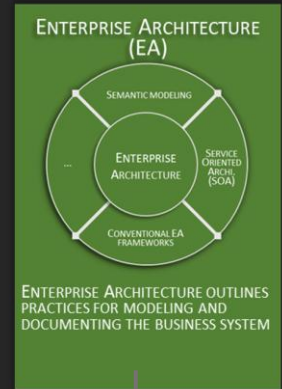 ENTERPRISE ARCHITECTURE
(EA)
SEMANTIC MODELING
...
ENTERPRISE
ARCHITECTURE
SERVICE
ORIENTED
ARCHI.
(SOA)
CONVENTIONAL EA
FRAMEWORKS
ENTERPRISE ARCHITECTURE OUTLINES
PRACTICES FOR MODELING AND
DOCUMENTING THE BUSINESS SYSTEM